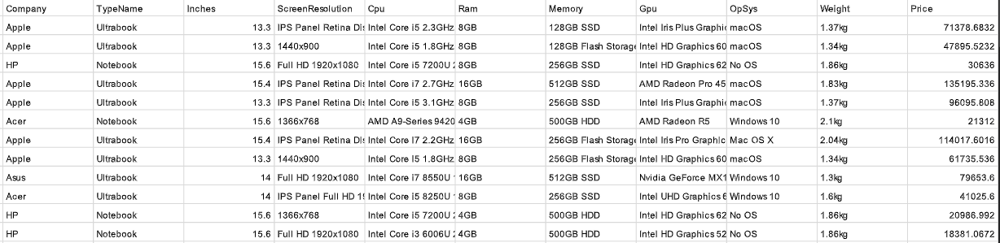 Company TypeName Inches ScreenResolution Cpu Ram Memory Gpu OpSys Weight Price
Apple Ultrabook 13.3 IPS Panel Retina Dis Intel Core i5 2.3GHz 8GB 128GB SSD Intel Iris Plus Graphic macOS 1.37kg 71378.6832
Apple Ultrabook 13.3 1440x900 Intel Core i5 1.8GHz 8GB 128GB Flash Storage Intel HD Graphics 60 macOS 1.34kg 47895.5232
HP Notebook 15.6 Full HD 1920x1080 Intel Core i5 7200U 2 8GB 256GB SSD Intel HD Graphics 62 No OS 1.86kg 30636
Apple Ultrabook 15.4 IPS Panel Retina Dis Intel Core i7 2.7GHz 16GB 512GB SSD AMD Radeon Pro 45 macOS 1.83kg 135195.336
Apple Ultrabook 13.3 IPS Panel Retina Dis Intel Core i5 3.1GHz 8GB 256GB SSD Intel Iris Plus Graphic macOS 1.37kg 96095.808
Acer Notebook 15.6 1366x768 AMD A9-Series 9420 4GB 500GB HDD AMD Radeon R5 Windows 10 2.1kg 21312
Apple Ultrabook 15.4 IPS Panel Retina Dis Intel Core i7 2.2GHz 16GB 256GB Flash Storage Intel Iris Pro Graphic Mac OS X 2.04kg 114017.6016
Apple Ultrabook 13.3 1440x900 Intel Core i5 1.8GHz 8GB 256GB Flash Storage Intel HD Graphics 60 macOS 1.34kg 61735.536
Asus Ultrabook 14 Full HD 1920x1080 Intel Core i7 8550U 16GB 512GB SSD Nvidia GeForce MX1 Windows 10 1.3kg 79653.6
Acer Ultrabook 14 IPS Panel Full HD 19 Intel Core i5 8250U 8GB 256GB SSD Intel UHD Graphics 6 Windows 10 1.6kg 41025.6
HP Notebook 15.6 1366x768 Intel Core i5 7200U 2 4GB 500GB HDD Intel HD Graphics 62 No OS 1.86kg 20986.992
HP Notebook 15.6 Full HD 1920x1080 Intel Core i3 6006U 2 4GB 500GB HDD Intel HD Graphics 52 No OS 1.86kg 18381.0672